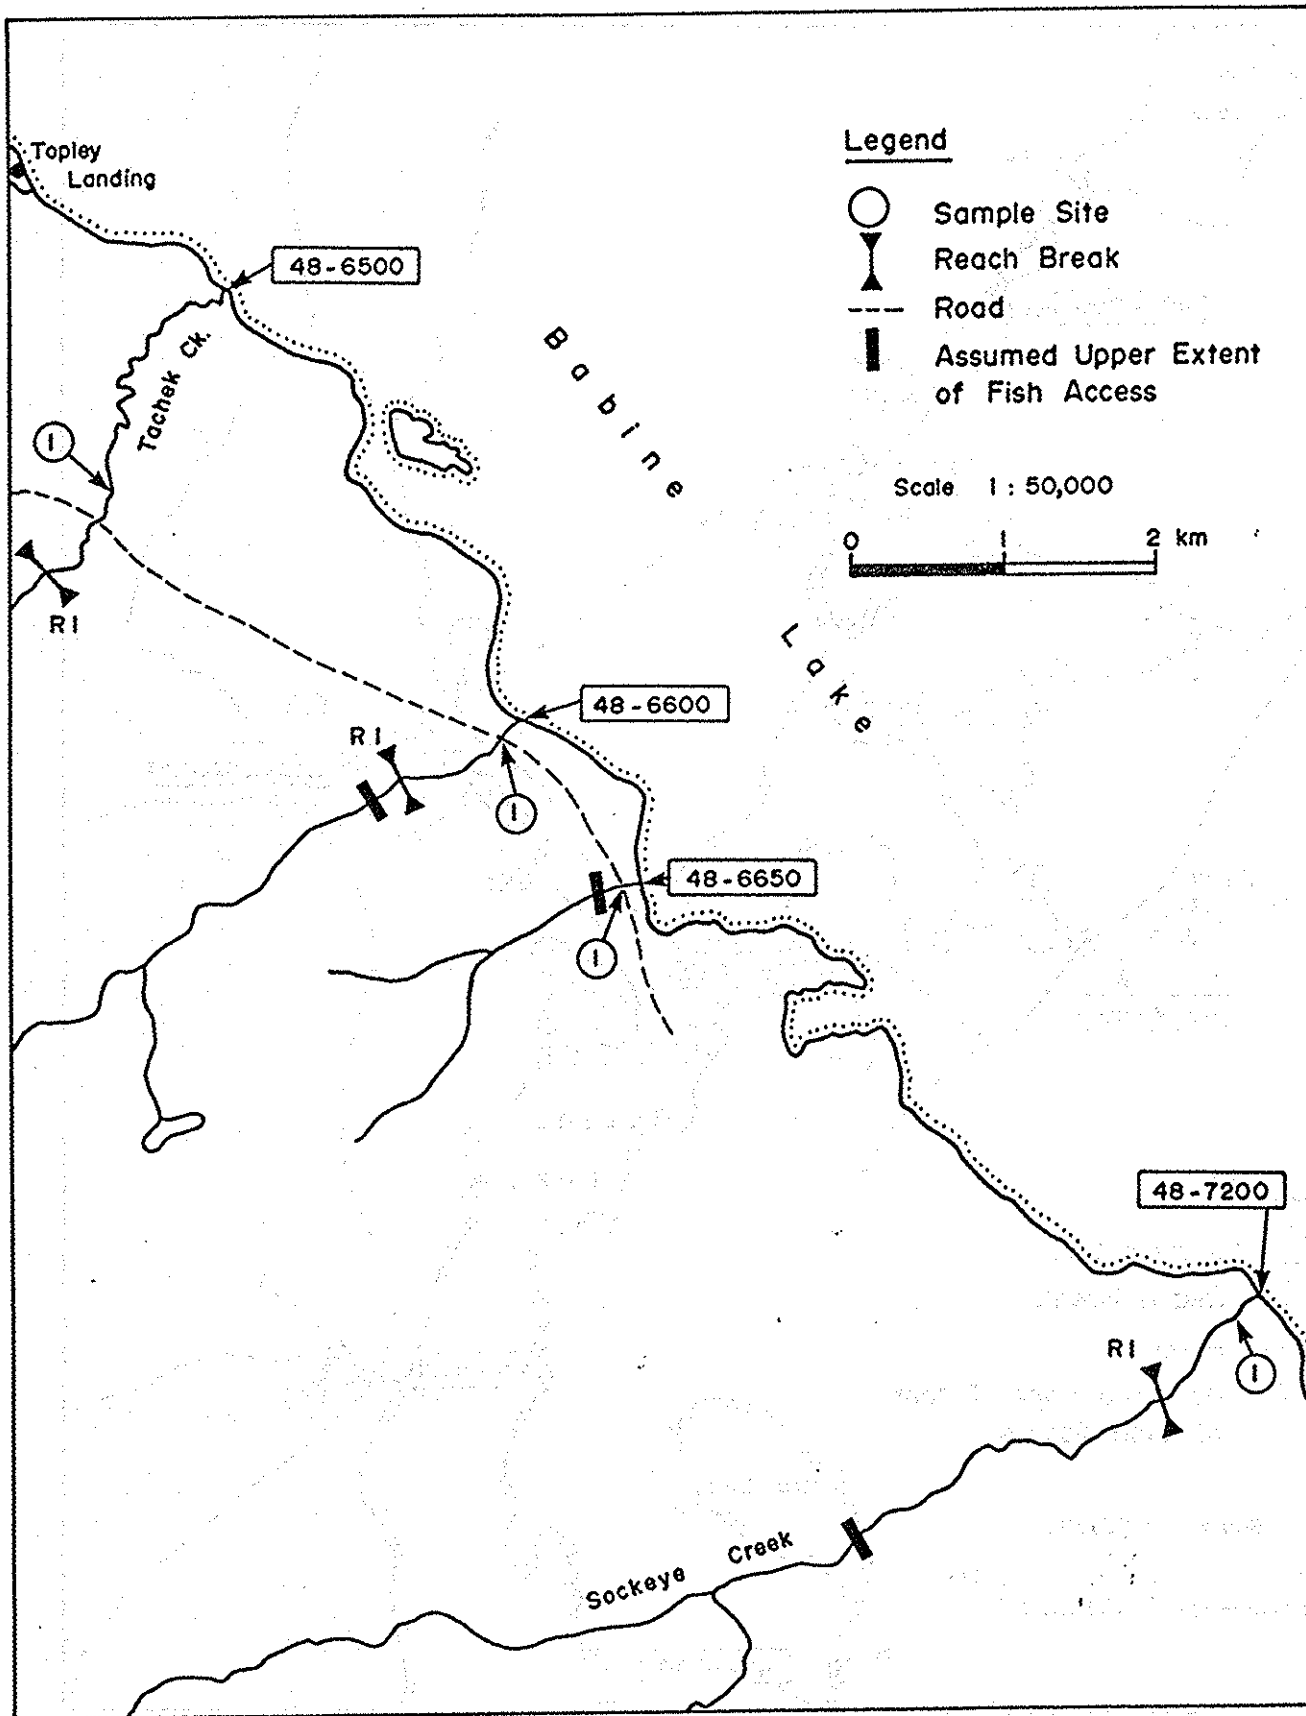 Topley
Landing
48-6500
Tachek Ck.
1
R1
Babine
Lake
Legend
Sample Site
Reach Break
Road
Assumed Upper Extent
of Fish Access
Scale 1 : 50,000
0 1 2 km
48-6600
R1
1
48-6650
1
48-7200
R1
1
Sockeye Creek